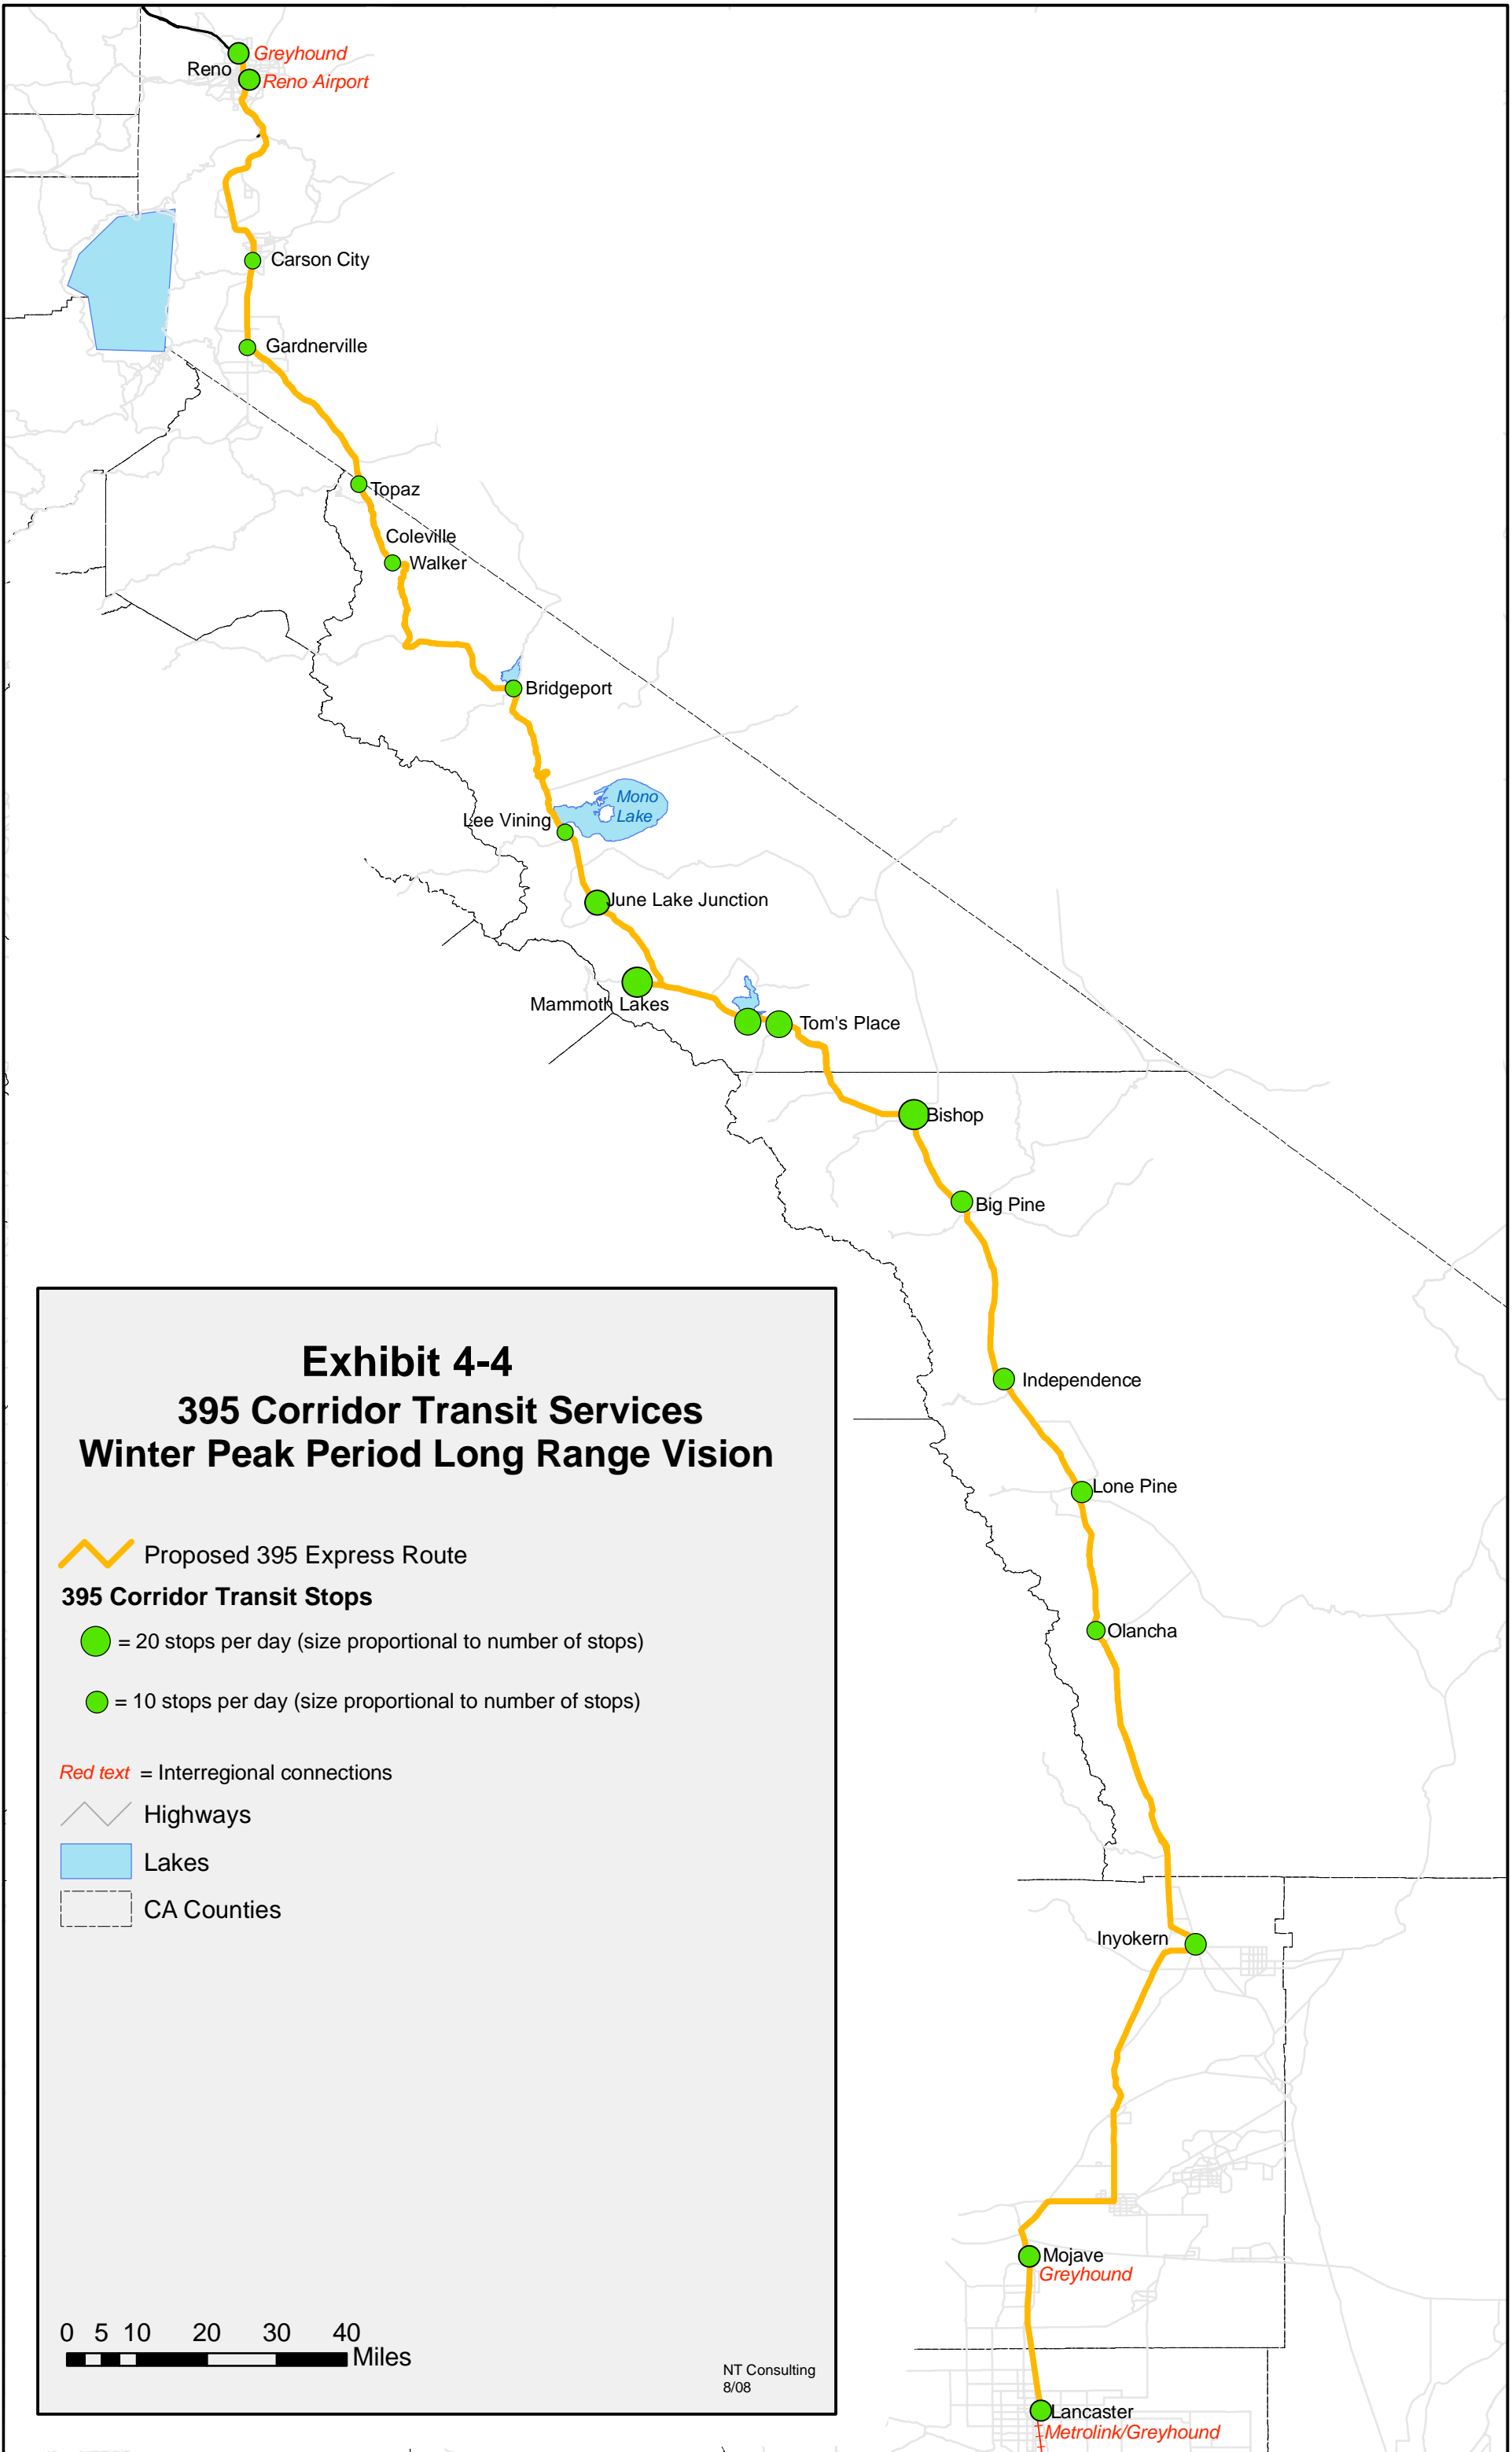 Greyhound
Reno
Reno Airport
Carson City
Gardnerville
Topaz
Coleville
Walker
Bridgeport
Mono
Lake
Lee Vining
June Lake Junction
Mammoth Lakes
Tom's Place
Bishop
Big Pine
Independence
Lone Pine
Olancha
Inyokern
Mojave
Greyhound
Lancaster
Metrolink/Greyhound
Exhibit 4-4
395 Corridor Transit Services
Winter Peak Period Long Range Vision
Proposed 395 Express Route
395 Corridor Transit Stops
= 20 stops per day (size proportional to number of stops)
= 10 stops per day (size proportional to number of stops)
Red text = Interregional connections
Highways
Lakes
CA Counties
0 5 10 20 30 40
Miles
NT Consulting
8/08